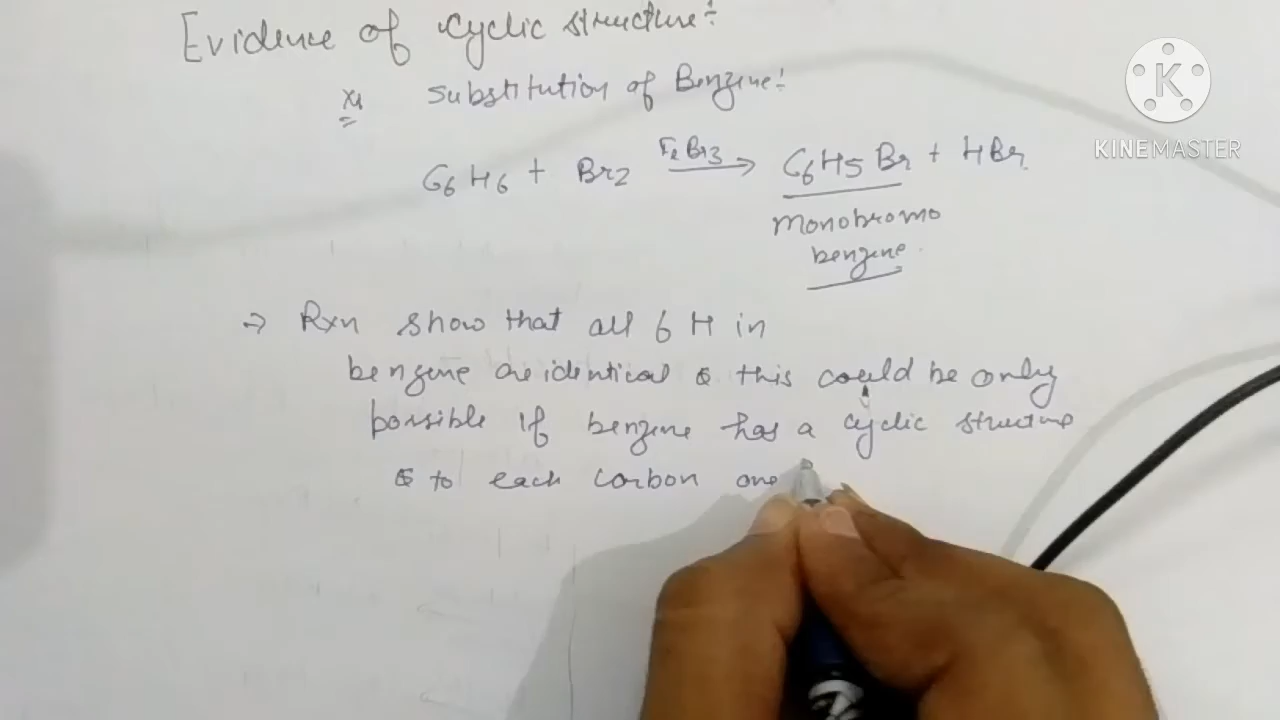 Evidence of Cyclic structure:-
Substitution of Benzene:-
C6H6 + Br2 FeBr3 → C6H5Br + HBr
monobromo
benzene
→ Rxn show that all 6 H in
benzene are identical & this could be only
possible if benzene has a cyclic structure
& to each carbon one
K
KINEMASTER